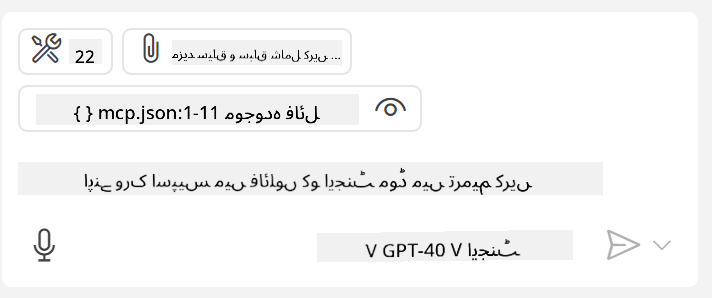 22
مزید سیاق و سباق شامل کریں...
{ } mcp.json:1-11 موجودہ فائل
اپنے ورک اسپیس میں فائلوں کو ایجنٹ موڈ میں ترمیم کریں
V GPT-40 V ایجنٹ